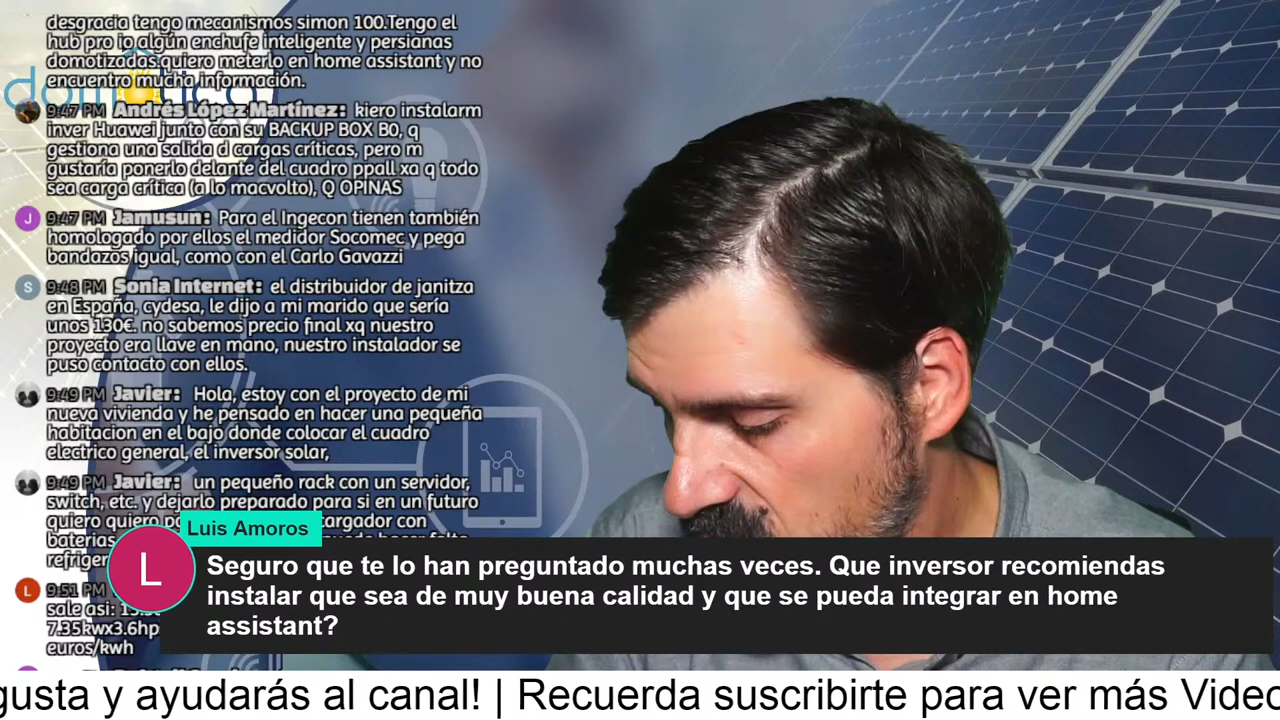 desgracia tengo mecanismos simon 100.Tengo el
hub pro io algún enchufe inteligente y persianas
domotizadas.quiero meterlo en home assistant y no
encuentro mucha información.
9:47 PM Andrés López Martínez: kiero instalarm
inver Huawei junto con su BACKUP BOX B0, q
gestiona una salida d cargas críticas, pero m
gustaría ponerlo delante del cuadro ppall xa q todo
sea carga crítica (a lo macvolto), Q OPINAS
J 9:47 PM Jamusun: Para el Ingecon tienen también
homologado por ellos el medidor Socomec y pega
bandazos igual, como con el Carlo Gavazzi
S 9:48 PM Sonia Internet: el distribuidor de janitza
en España, cydesa, le dijo a mi marido que sería
unos 130€. no sabemos precio final xq nuestro
proyecto era llave en mano, nuestro instalador se
puso contacto con ellos.
9:49 PM Javier: Hola, estoy con el proyecto de mi
nueva vivienda y he pensado en hacer una pequeña
habitacion en el bajo donde colocar el cuadro
electrico general, el inversor solar,
9:49 PM Javier: un pequeño rack con un servidor,
switch, etc. y dejarlo preparado para si en un futuro
quiero quiero
baterias
L 9:51 PM
sale asi:
7.35kwx3.6hp
euros/kwh
Luis Amoros
L
Seguro que te lo han preguntado muchas veces. Que inversor recomiendas
instalar que sea de muy buena calidad y que se pueda integrar en home
assistant?
gusta y ayudarás al canal! | Recuerda suscribirte para ver más